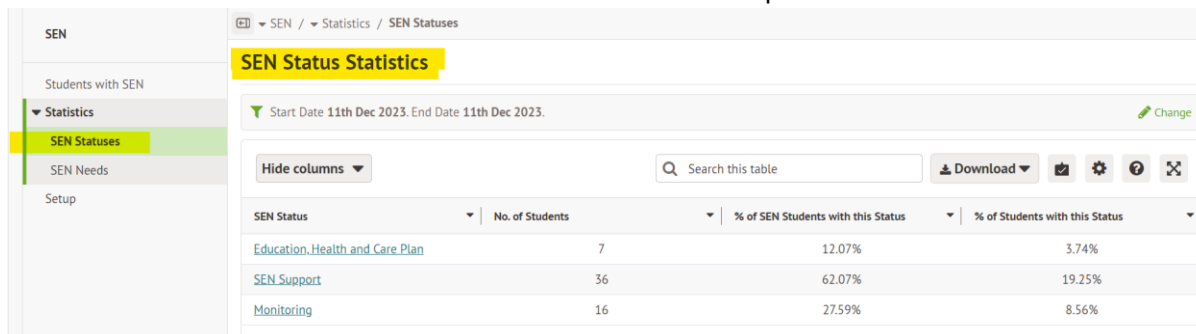 SEN / Statistics / SEN Statuses
SEN
SEN Status Statistics
Students with SEN
Statistics
Start Date 11th Dec 2023. End Date 11th Dec 2023.
Change
SEN Statuses
SEN Needs
Hide columns
Search this table
Download
Setup
SEN Status No. of Students % of SEN Students with this Status % of Students with this Status
Education, Health and Care Plan 7 12.07% 3.74%
SEN Support 36 62.07% 19.25%
Monitoring 16 27.59% 8.56%